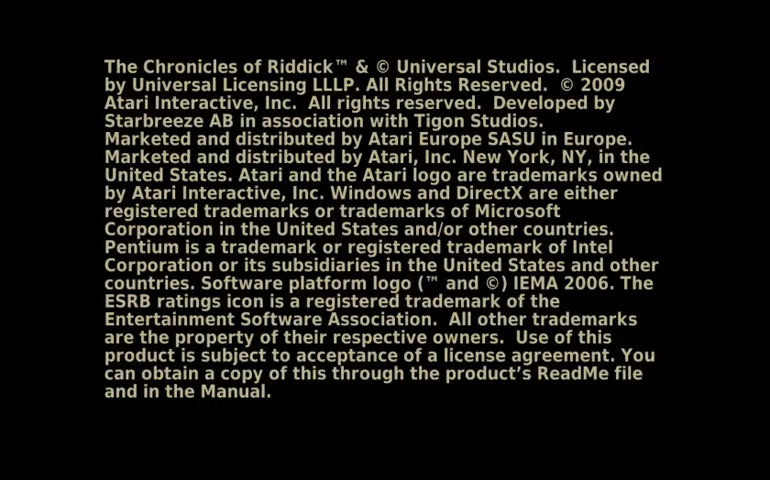 The Chronicles of Riddick™ & © Universal Studios.  Licensed
by Universal Licensing LLLP. All Rights Reserved.  © 2009
Atari Interactive, Inc.  All rights reserved.  Developed by
Starbreeze AB in association with Tigon Studios.
Marketed and distributed by Atari Europe SASU in Europe.
Marketed and distributed by Atari, Inc. New York, NY, in the
United States. Atari and the Atari logo are trademarks owned
by Atari Interactive, Inc. Windows and DirectX are either
registered trademarks or trademarks of Microsoft
Corporation in the United States and/or other countries.
Pentium is a trademark or registered trademark of Intel
Corporation or its subsidiaries in the United States and other
countries. Software platform logo (™ and ©) IEMA 2006. The
ESRB ratings icon is a registered trademark of the
Entertainment Software Association.  All other trademarks
are the property of their respective owners.  Use of this
product is subject to acceptance of a license agreement. You
can obtain a copy of this through the product’s ReadMe file
and in the Manual.